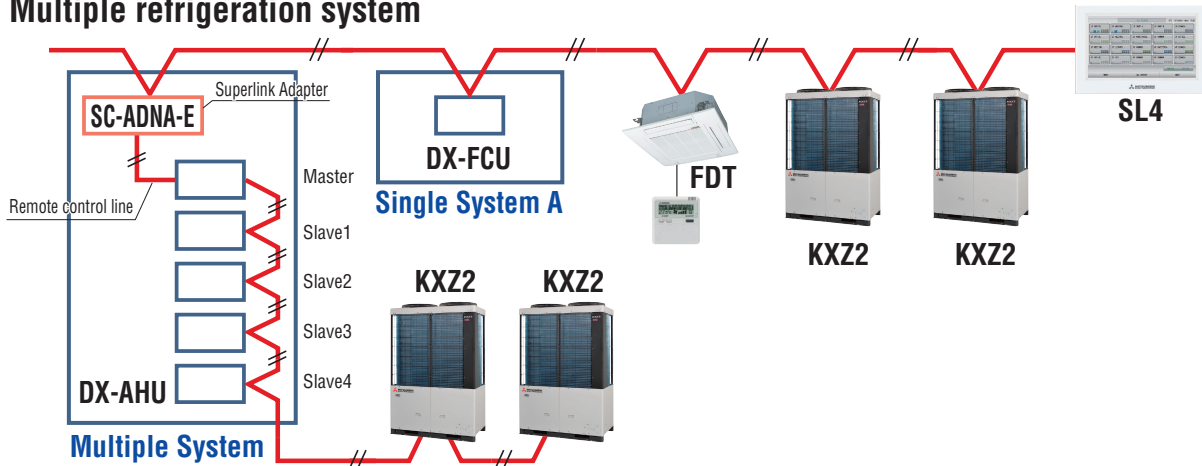 Multiple refrigeration system
SC-ADNA-E
Superlink Adapter
Remote control line
Master
Slave1
Slave2
Slave3
Slave4
DX-AHU
Multiple System
DX-FCU
Single System A
FDT
KXZ2
KXZ2
KXZ2
KXZ2
SL4